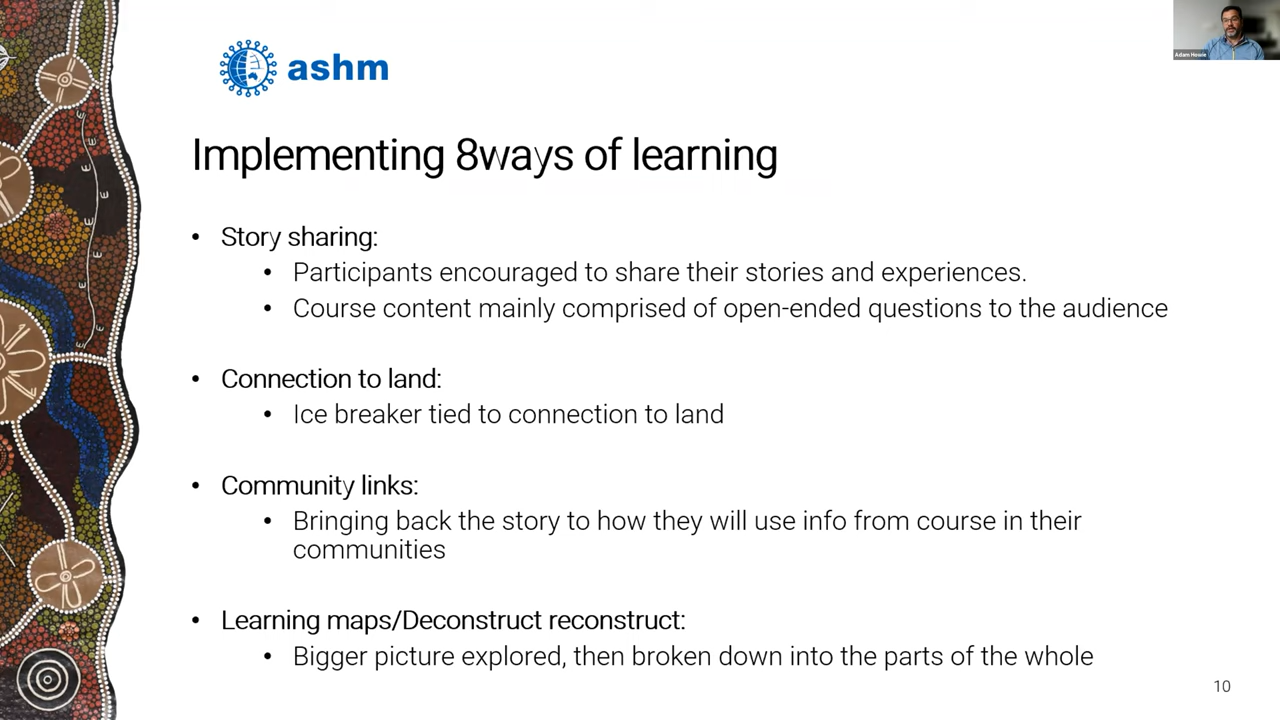 Adam Howie
ashm
Implementing 8ways of learning
• Story sharing:
• Participants encouraged to share their stories and experiences.
• Course content mainly comprised of open-ended questions to the audience
• Connection to land:
• Ice breaker tied to connection to land
• Community links:
• Bringing back the story to how they will use info from course in their
communities
• Learning maps/Deconstruct reconstruct:
• Bigger picture explored, then broken down into the parts of the whole
10